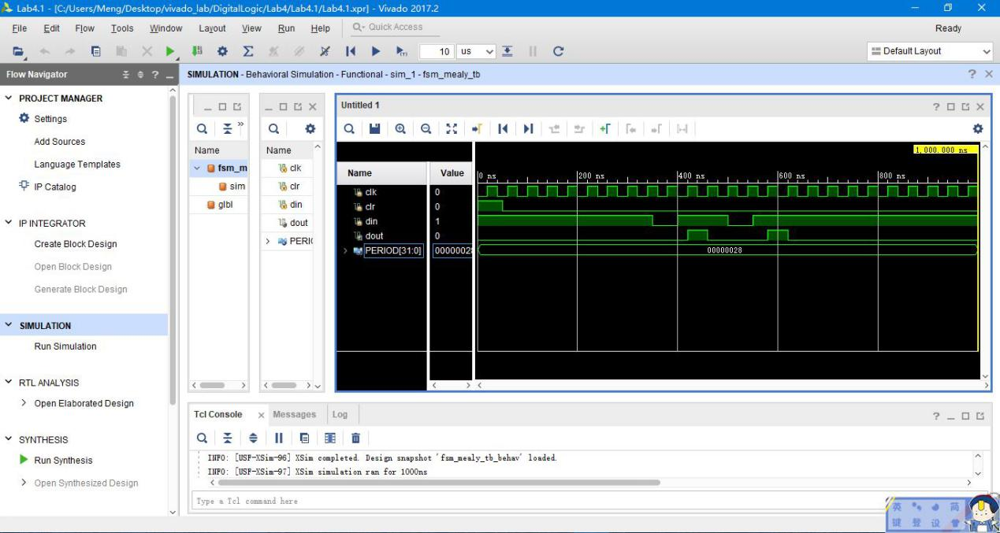 Lab4.1 - [C:/Users/Meng/Desktop/vivado_lab/DigitalLogic/Lab4/Lab4.1/Lab4.1.xpr] - Vivado 2017.2
File Edit Flow Tools Window Layout View Run Help Quick Access Ready
10 us Default Layout
Flow Navigator
PROJECT MANAGER
Settings
Add Sources
Language Templates
IP Catalog
IP INTEGRATOR
Create Block Design
Open Block Design
Generate Block Design
SIMULATION
Run Simulation
RTL ANALYSIS
Open Elaborated Design
SYNTHESIS
Run Synthesis
Open Synthesized Design
SIMULATION - Behavioral Simulation - Functional - sim_1 - fsm_mealy_tb
Name
fsm_m
sim
glbl
Name
clk
clr
din
dout
PERI
Untitled 1
1,000.000 ns
Name Value
0 ns 200 ns 400 ns 600 ns 800 ns
clk 0
clr 0
din 1
dout 0
PERIOD[31:0] 00000028 00000028
Tcl Console Messages Log
INFO: [USF-XSim-96] XSim completed. Design snapshot 'fsm_mealy_tb_behav' loaded.
INFO: [USF-XSim-97] XSim simulation ran for 1000ns
Type a Tcl command here
英 简
键 登 设